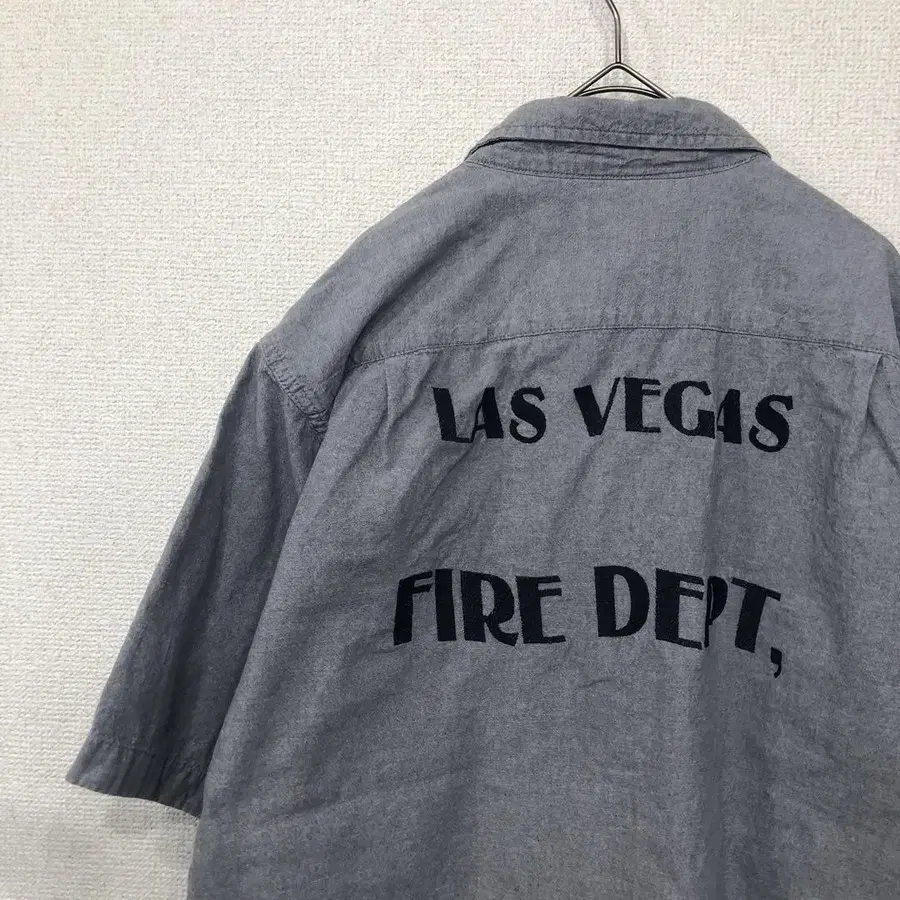 LAS VEGAS
FIRE DEPT,